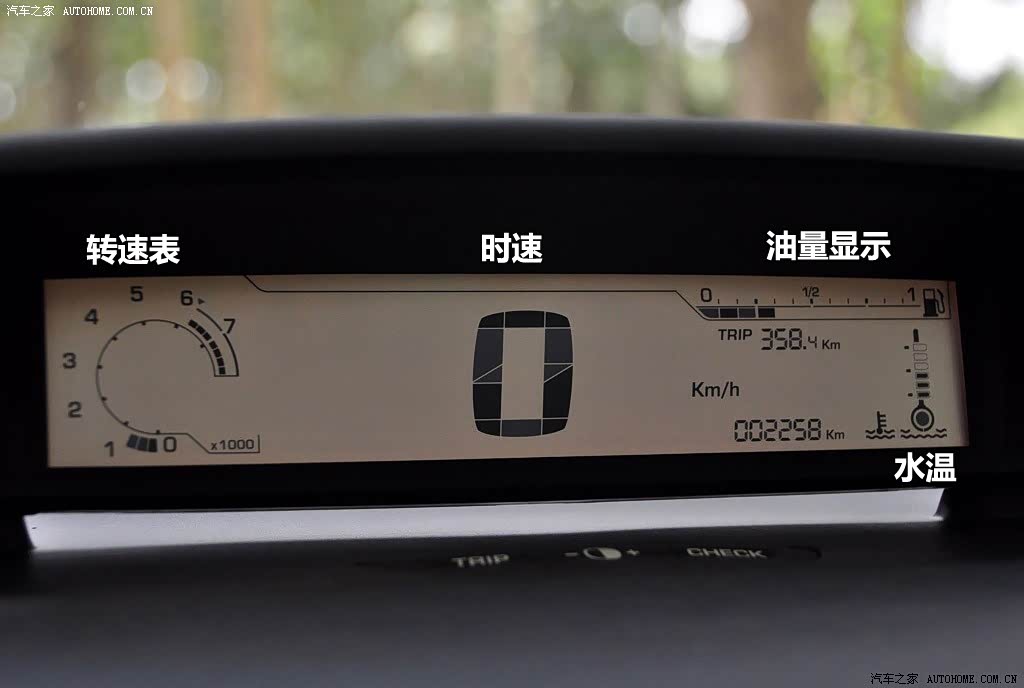 汽车之家 AUTOHOME.COM.CN
转速表 时速 油量显示
5 6 7
4
3
2
1 0 x1000
0
0 1/2 1
TRIP 358.4 Km
Km/h
002258 Km
水温
TRIP - + CHECK
汽车之家 AUTOHOME.COM.CN